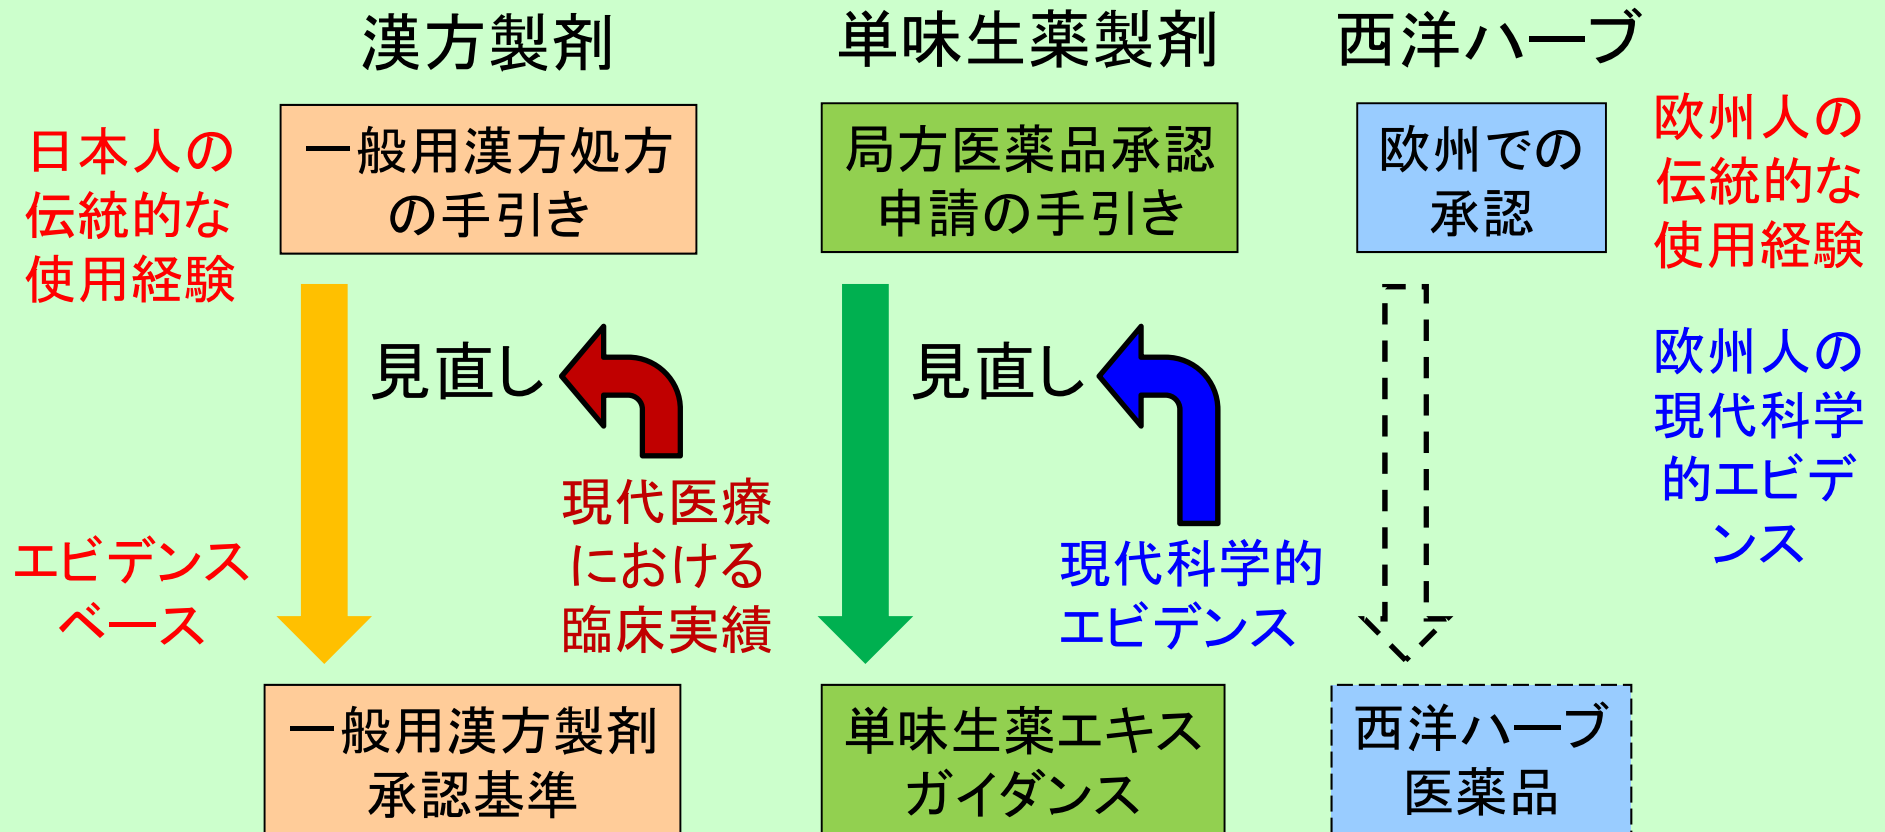 漢方製剤
単味生薬製剤
西洋ハーブ
日本人の
伝統的な
使用経験
一般用漢方処方
の手引き
局方医薬品承認
申請の手引き
欧州での
承認
欧州人の
伝統的な
使用経験
見直し
見直し
欧州人の
現代科学
的エビデ
ンス
エビデンス
ベース
現代医療
における
臨床実績
現代科学的
エビデンス
一般用漢方製剤
承認基準
単味生薬エキス
ガイダンス
西洋ハーブ
医薬品